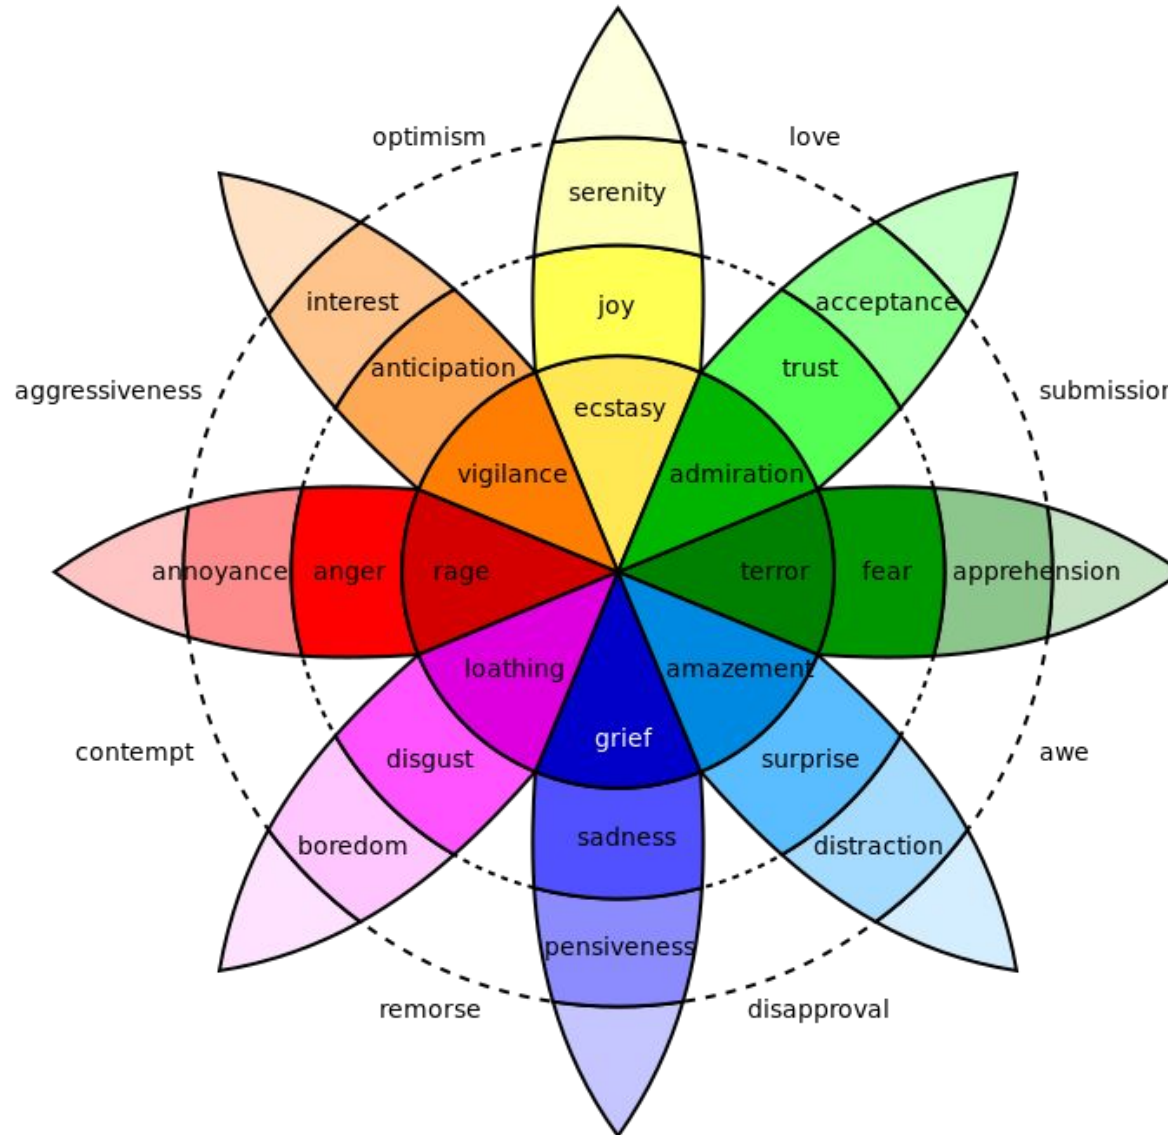 optimism
love
serenity
interest
joy
acceptance
anticipation
trust
aggressiveness
submission
ecstasy
vigilance
admiration
annoyance
anger
rage
terror
fear
apprehension
loathing
amazement
grief
contempt
disgust
surprise
awe
sadness
boredom
distraction
pensiveness
remorse
disapproval